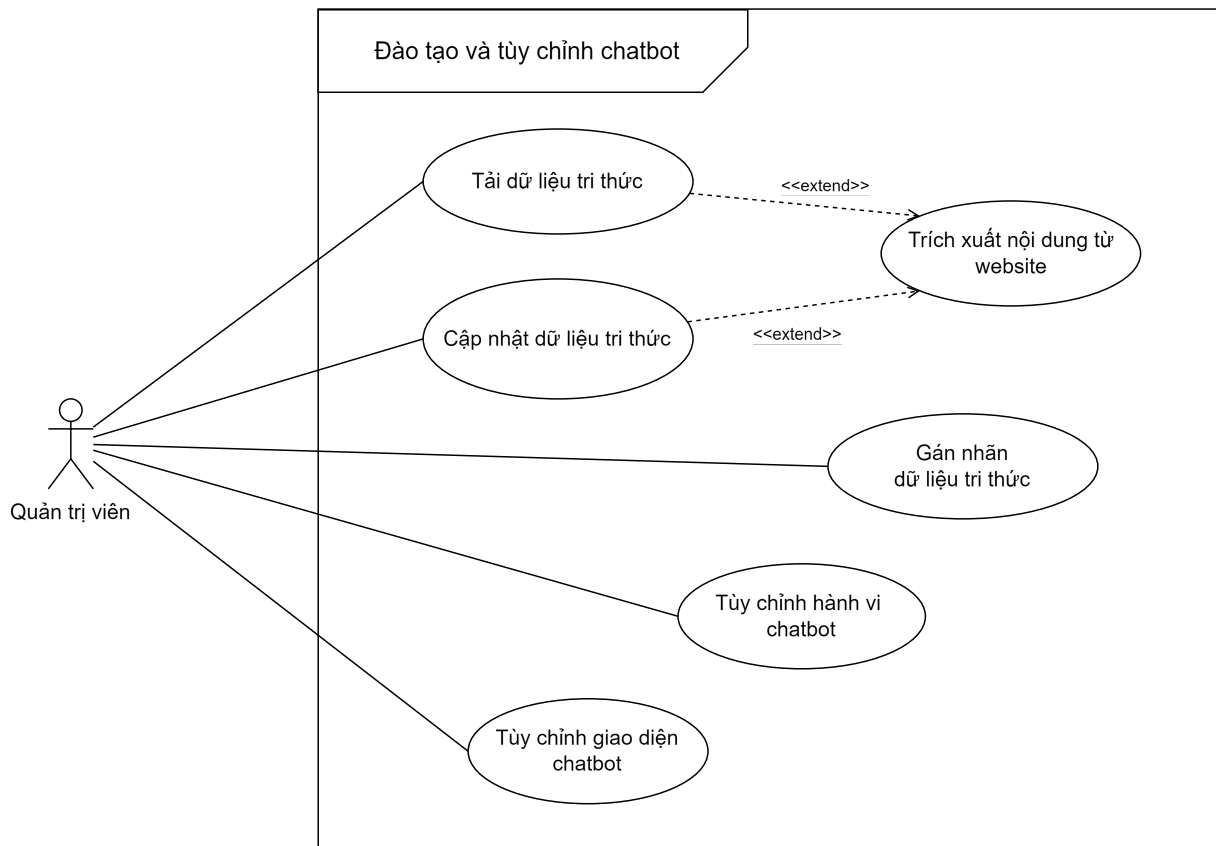 Đào tạo và tùy chỉnh chatbot
Tải dữ liệu tri thức
<<extend>>
Trích xuất nội dung từ
website
Cập nhật dữ liệu tri thức
<<extend>>
Gán nhãn
dữ liệu tri thức
Quản trị viên
Tùy chỉnh hành vi
chatbot
Tùy chỉnh giao diện
chatbot